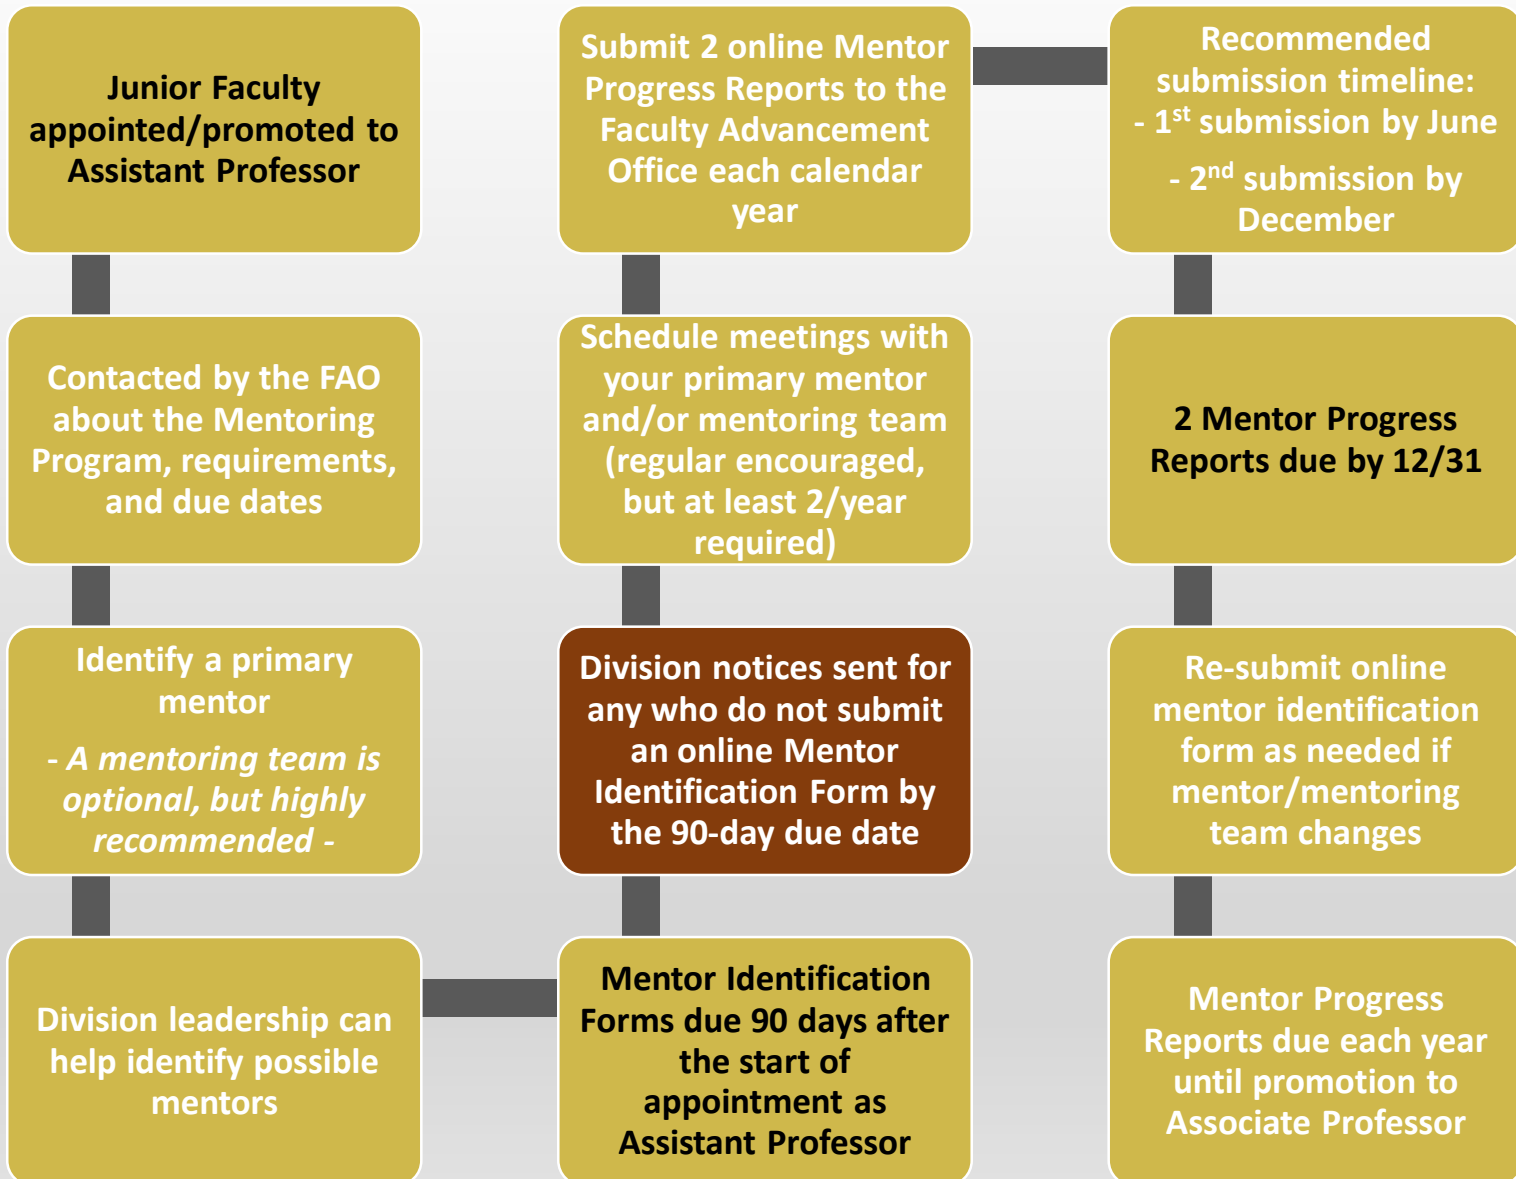 Junior Faculty
appointed/promoted to
Assistant Professor
Contacted by the FAO
about the Mentoring
Program, requirements,
and due dates
Identify a primary
mentor
- A mentoring team is
optional, but highly
recommended -
Division leadership can
help identify possible
mentors
Mentor Identification
Forms due 90 days after
the start of
appointment as
Assistant Professor
Division notices sent for
any who do not submit
an online Mentor
Identification Form by
the 90-day due date
Schedule meetings with
your primary mentor
and/or mentoring team
(regular encouraged,
but at least 2/year
required)
Submit 2 online Mentor
Progress Reports to the
Faculty Advancement
Office each calendar
year
Recommended
submission timeline:
- 1st submission by June
- 2nd submission by
December
2 Mentor Progress
Reports due by 12/31
Re-submit online
mentor identification
form as needed if
mentor/mentoring
team changes
Mentor Progress
Reports due each year
until promotion to
Associate Professor